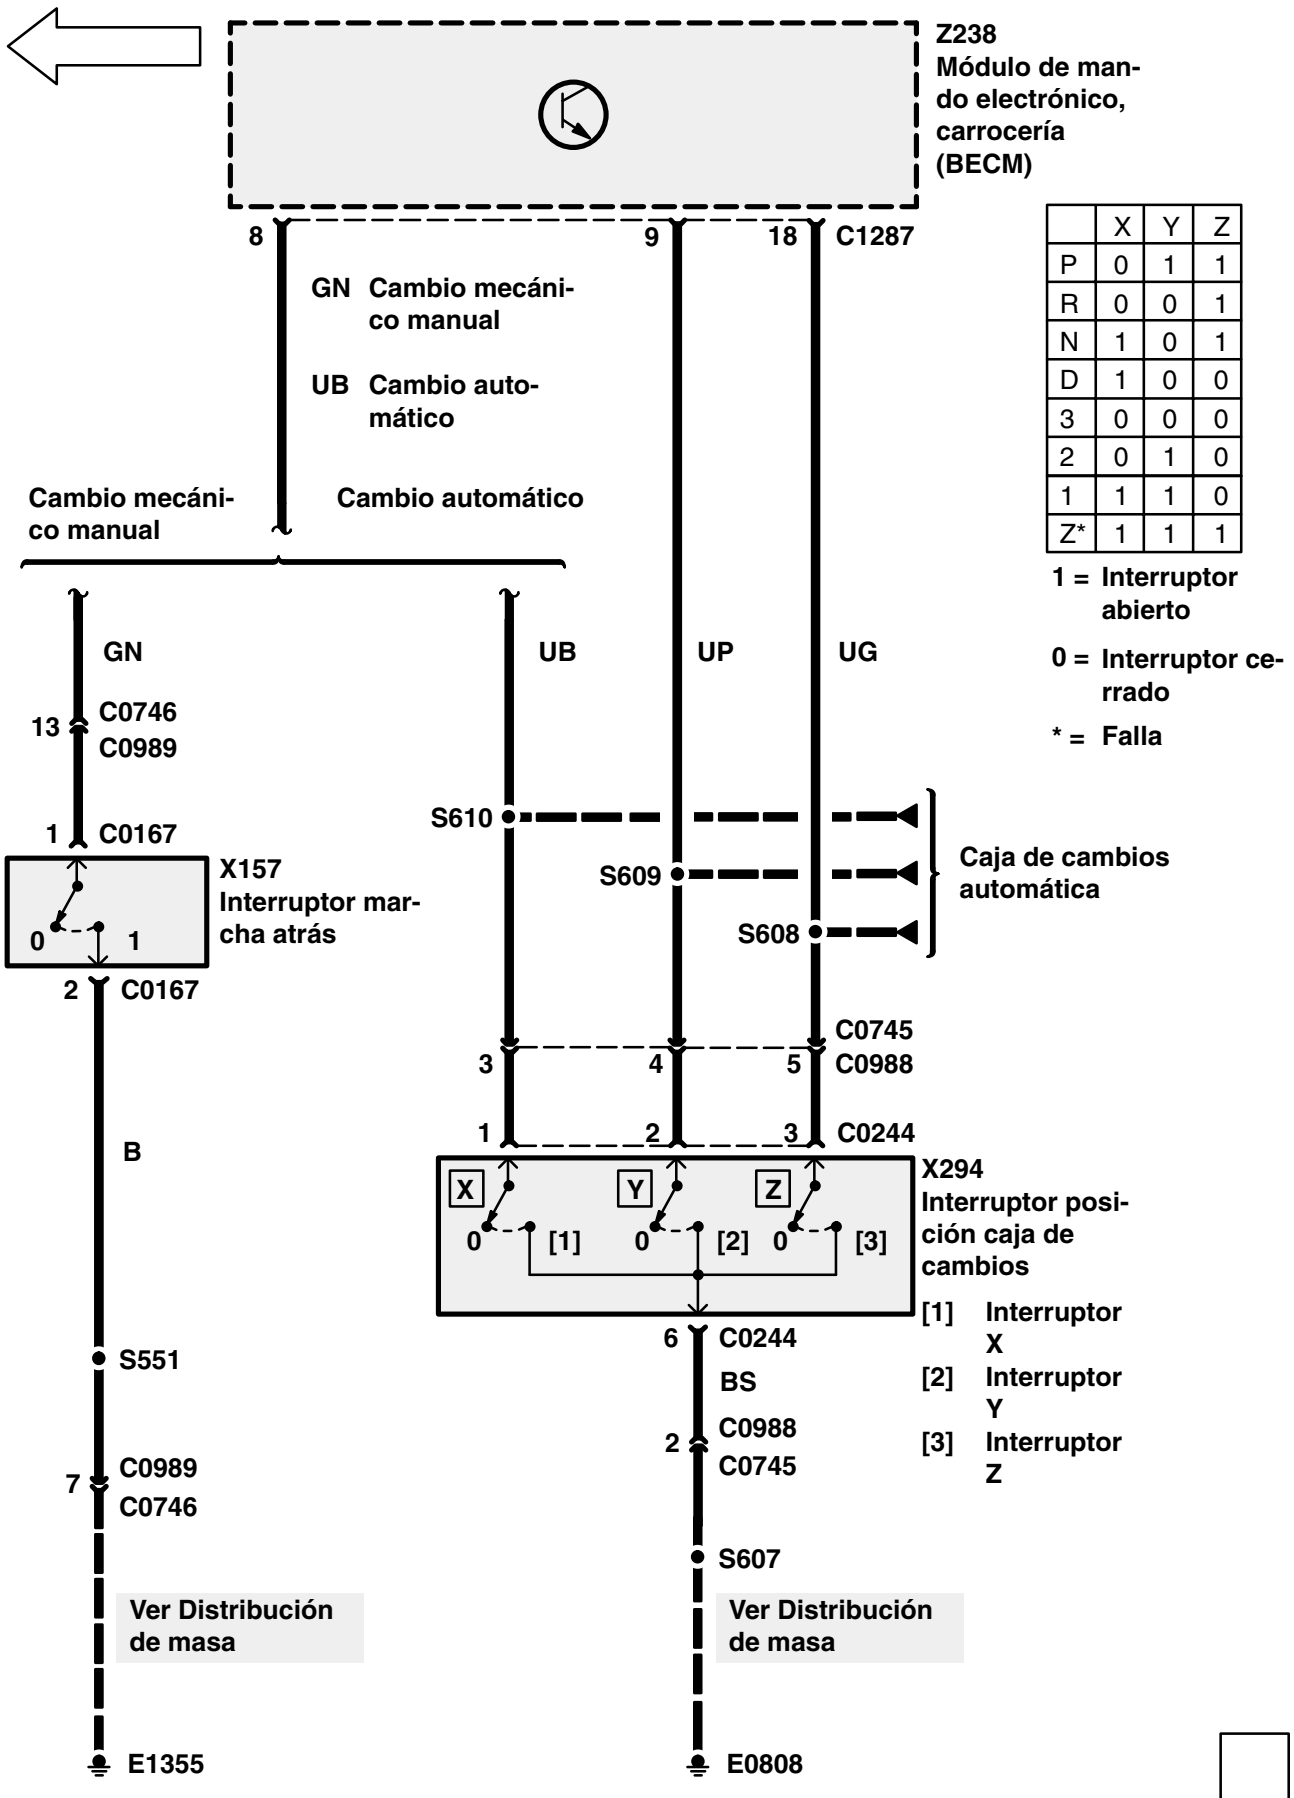 Z238
Módulo de man-
do electrónico,
carrocería
(BECM)
8
9
18
C1287
GN Cambio mecáni-
co manual
UB Cambio auto-
mático
X Y Z
P 0 1 1
R 0 0 1
N 1 0 1
D 1 0 0
3 0 0 0
2 0 1 0
1 1 1 0
Z* 1 1 1
1 = Interruptor
abierto
0 = Interruptor ce-
rrado
* = Falla
Cambio mecáni-
co manual
Cambio automático
GN
UB
UP
UG
13
C0746
C0989
1
C0167
X157
Interruptor mar-
cha atrás
0
1
2
C0167
S610
S609
S608
Caja de cambios
automática
C0745
3
4
5
C0988
1
2
3
C0244
B
X Y Z
0 [1] 0 [2] 0 [3]
X294
Interruptor posi-
ción caja de
cambios
[1] Interruptor
X
[2] Interruptor
Y
[3] Interruptor
Z
6
C0244
BS
2
C0988
C0745
S551
7
C0989
C0746
S607
Ver Distribución
de masa
Ver Distribución
de masa
E1355
E0808